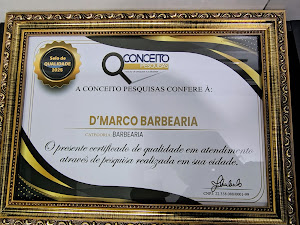 Selo de
QUALIDADE
2025
CONCEITO
A CONCEITO PESQUISAS CONFERE À:
D'MARCO BARBEARIA
CATEGORIA: BARBEARIA
O presente certificado de qualidade em atendimento
através de pesquisa realizada em sua cidade.